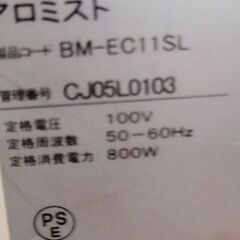 アロミスト
製品コード BM-EC11SL
管理番号 CJ05L0103
定格電圧 100V
定格周波数 50-60Hz
定格消費電力 800W
PS
E